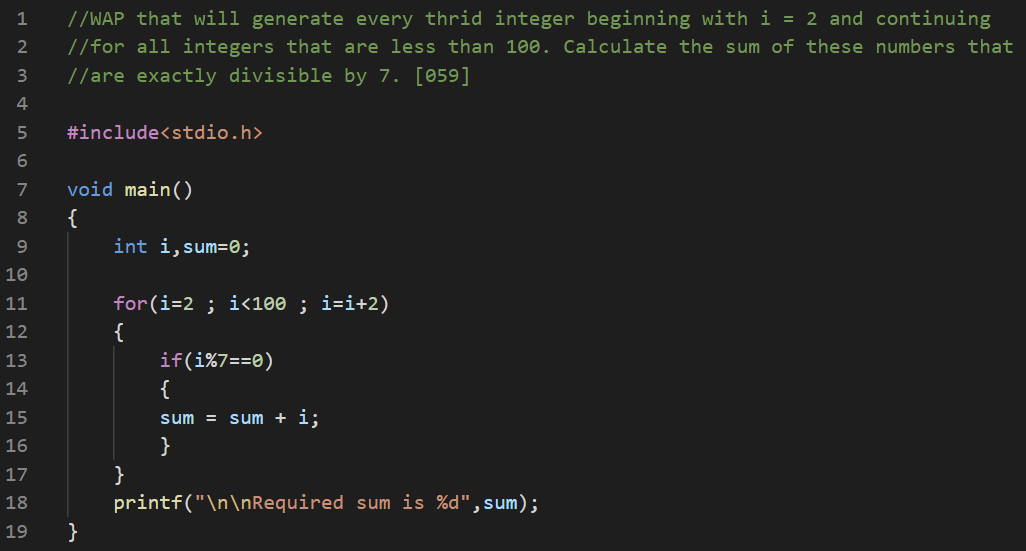 1 //WAP that will generate every thrid integer beginning with i = 2 and continuing
2 //for all integers that are less than 100. Calculate the sum of these numbers that
3 //are exactly divisible by 7. [059]
4
5 #include<stdio.h>
6
7 void main()
8 {
9     int i,sum=0;
10
11     for(i=2 ; i<100 ; i=i+2)
12     {
13         if(i%7==0)
14         {
15         sum = sum + i;
16         }
17     }
18     printf("\n\nRequired sum is %d",sum);
19 }